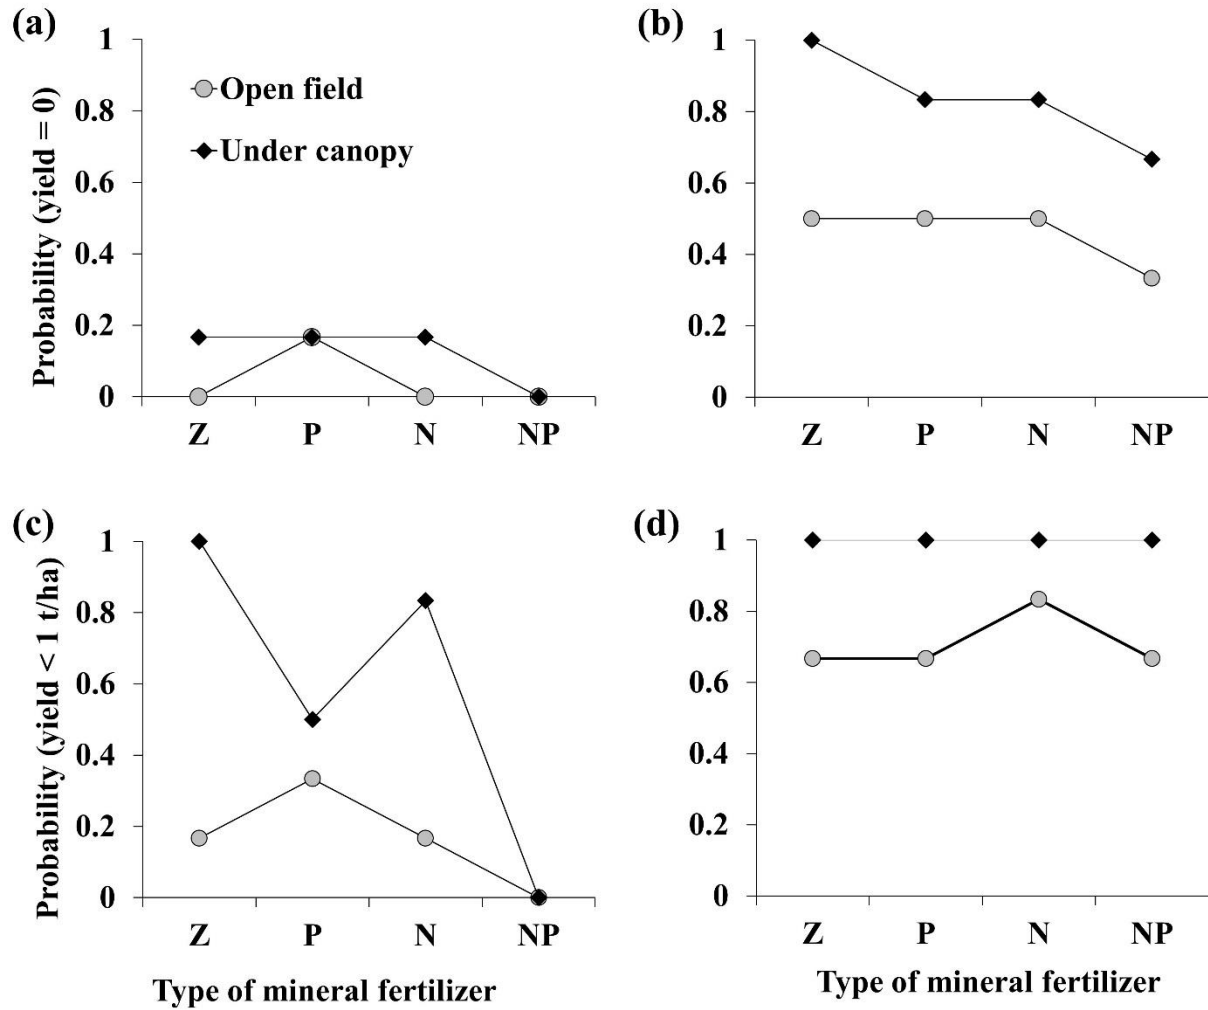 (a)
Probability (yield = 0)
1
0.8
0.6
0.4
0.2
0
Open field
Under canopy
Z P N NP
(b)
1
0.8
0.6
0.4
0.2
0
Z P N NP
(c)
Probability (yield < 1 t/ha)
1
0.8
0.6
0.4
0.2
0
Z P N NP
Type of mineral fertilizer
(d)
1
0.8
0.6
0.4
0.2
0
Z P N NP
Type of mineral fertilizer